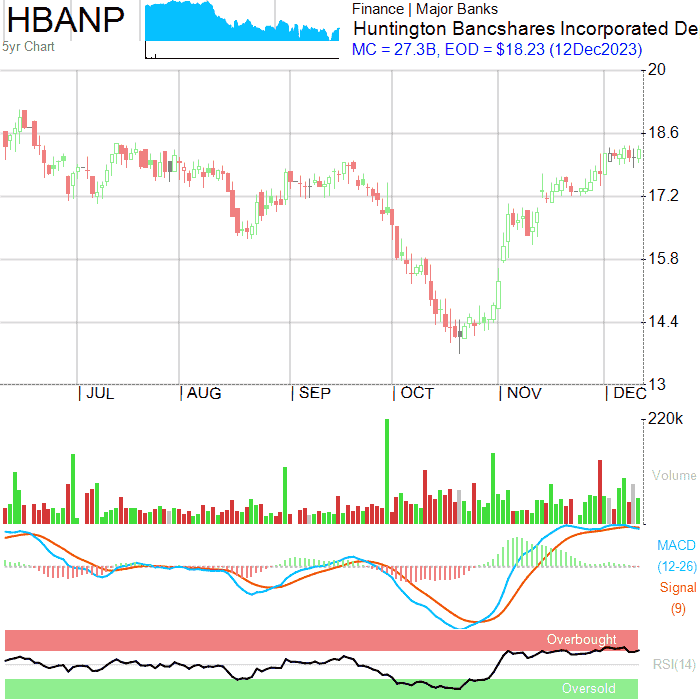 HBANP
5yr Chart
Finance | Major Banks
Huntington Bancshares Incorporated De
MC = 27.3B, EOD = $18.23 (12Dec2023)
20
18.6
17.2
15.8
14.4
13
| JUL | AUG | SEP | OCT | NOV | DEC
220k
Volume
MACD
(12-26)
Signal
(9)
Overbought
RSI(14)
Oversold